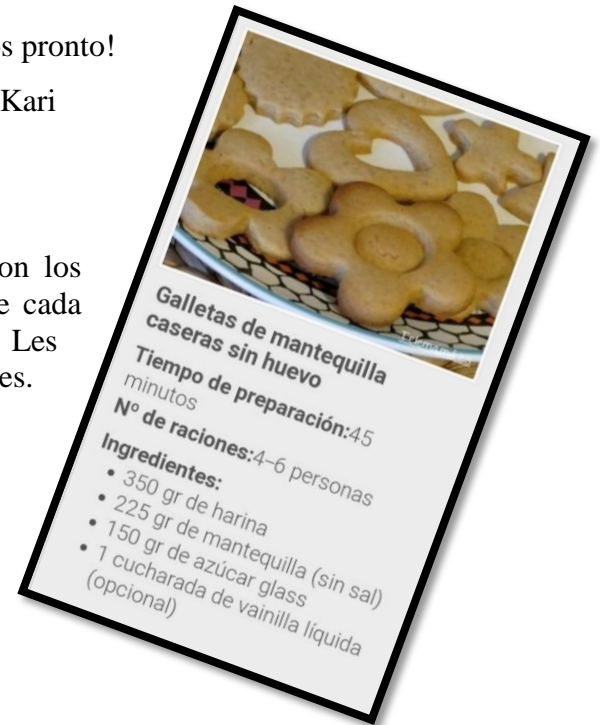 s pronto!
Kari
on los
e cada
Les
es.
Galletas de mantequilla
caseras sin huevo
Tiempo de preparación:45
minutos
Nº de raciones:4–6 personas
Ingredientes:
• 350 gr de harina
• 225 gr de mantequilla (sin sal)
• 150 gr de azúcar glass
• 1 cucharada de vainilla líquida
(opcional)